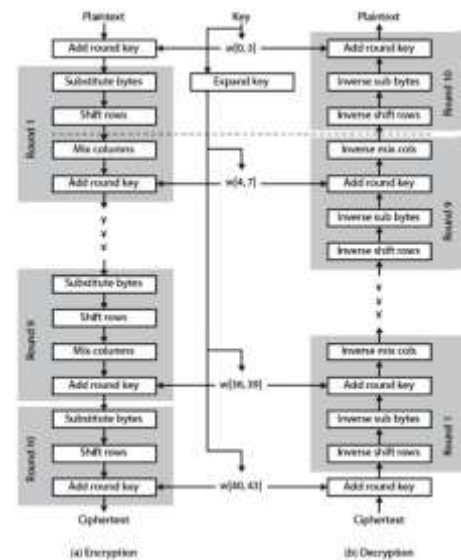 Plaintext
Key
Plaintext
Add round key
w[0, 3]
Add round key
Substitute bytes
Expand key
Inverse sub bytes
Shift rows
Inverse shift rows
Round 1
Round 10
Mix columns
Inverse mix cols
Add round key
w[4, 7]
Add round key
Inverse sub bytes
Inverse shift rows
Round 9
Substitute bytes
Shift rows
Mix columns
Inverse mix cols
Round 9
Add round key
w[36, 39]
Add round key
Substitute bytes
Inverse sub bytes
Shift rows
Inverse shift rows
Round 10
Round 1
Add round key
w[40, 43]
Add round key
Ciphertext
Ciphertext
(a) Encryption
(b) Decryption